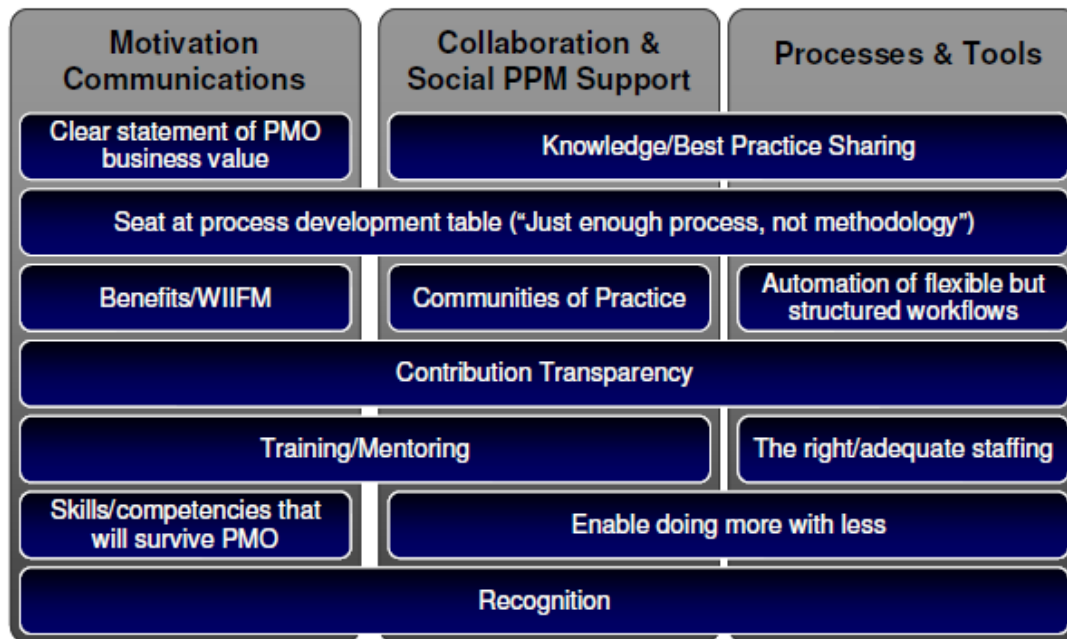 Motivation
Communications
Collaboration &
Social PPM Support
Processes & Tools
Clear statement of PMO
business value
Knowledge/Best Practice Sharing
Seat at process development table (“Just enough process, not methodology”)
Benefits/WIIFM
Communities of Practice
Automation of flexible but
structured workflows
Contribution Transparency
Training/Mentoring
The right/adequate staffing
Skills/competencies that
will survive PMO
Enable doing more with less
Recognition